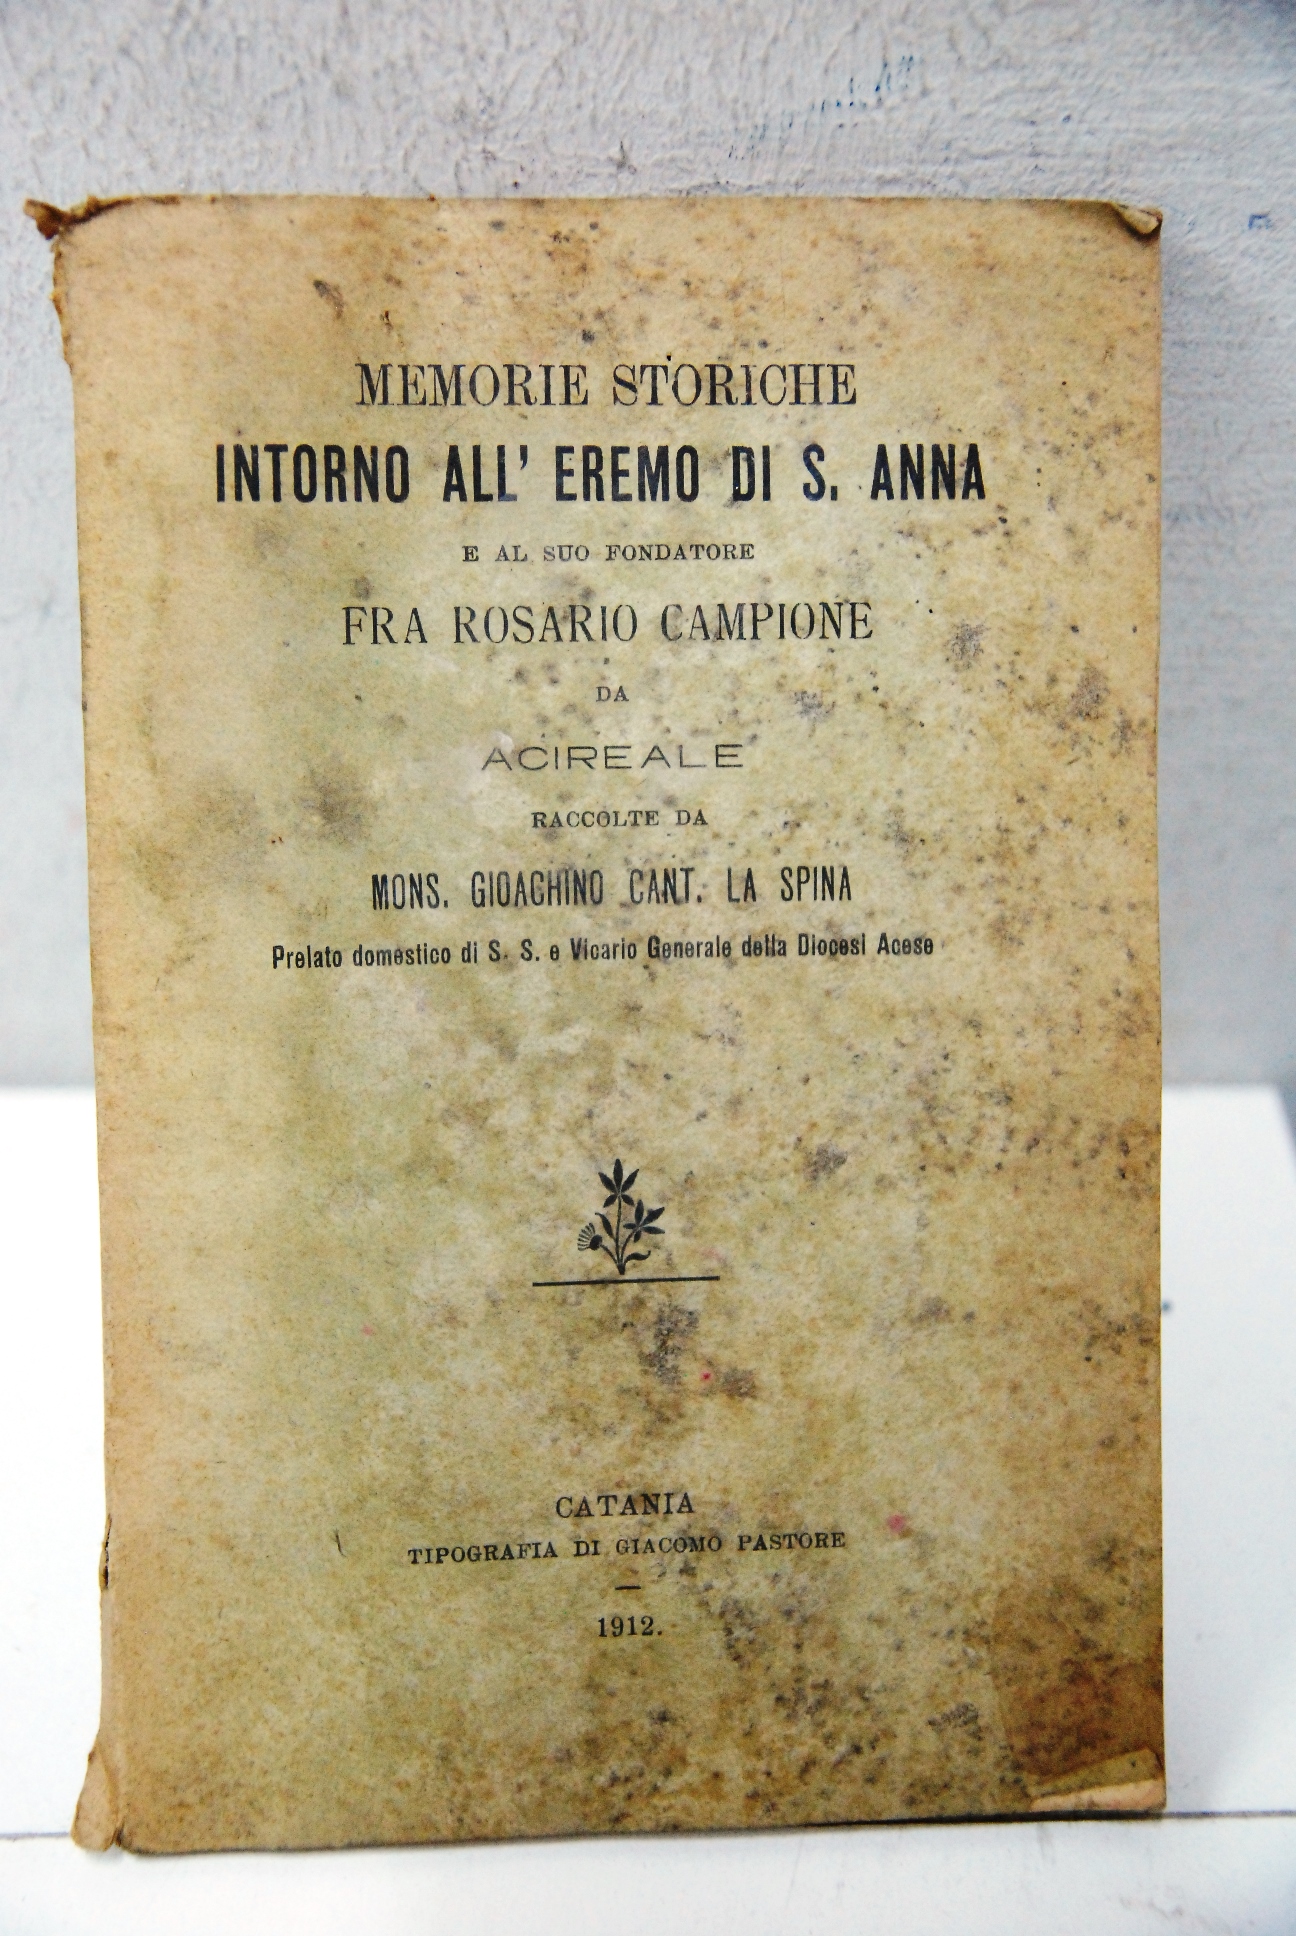 MEMORIE STORICHE
INTORNO ALL' EREMO DI S. ANNA
E AL SUO FONDATORE
FRA ROSARIO CAMPIONE
DA
ACIREALE
RACCOLTE DA
MONS. GIOACHINO CANT. LA SPINA
Prelato domestico di S. S. e Vicario Generale della Diocesi Acese
CATANIA
TIPOGRAFIA DI GIACOMO PASTORE
1912.